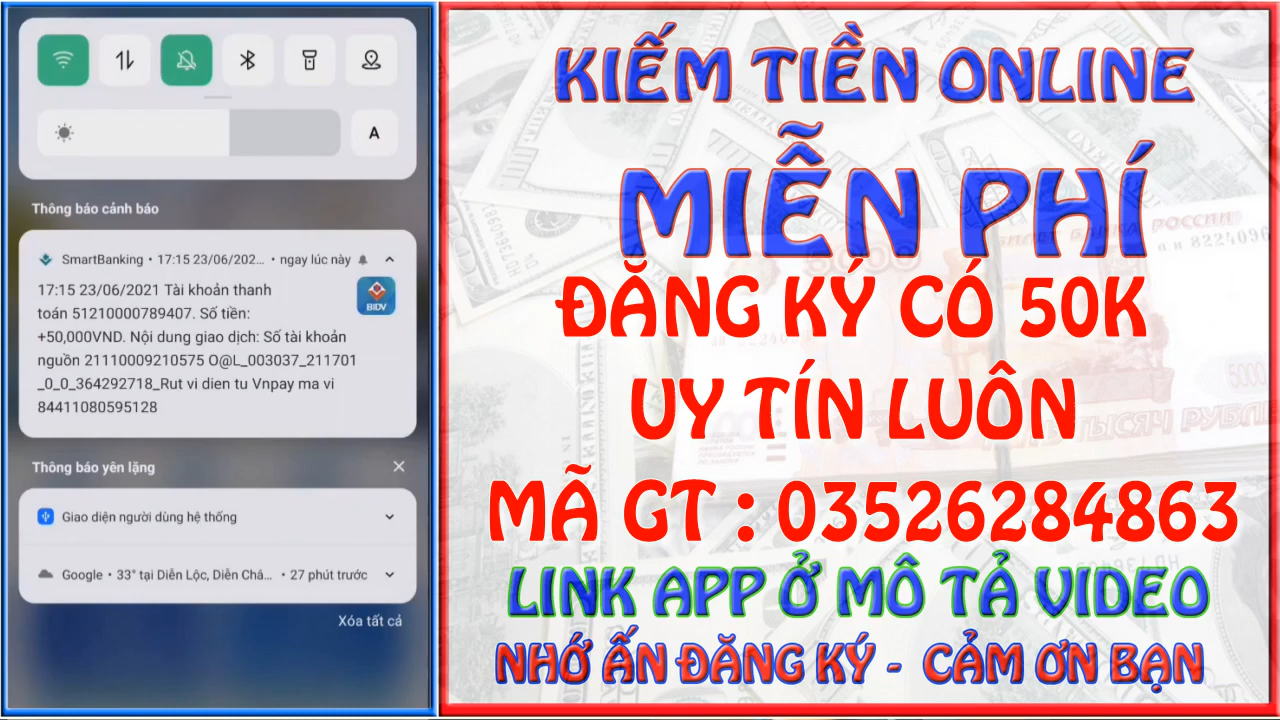 A
Thông báo cảnh báo
SmartBanking • 17:15 23/06/202... • ngay lúc này
17:15 23/06/2021 Tài khoản thanh
toán 51210000789407. Số tiền:
+50,000VND. Nội dung giao dịch: Số tài khoản
nguồn 21110009210575 O@L_003037_211701
_0_0_364292718_Rut vi dien tu Vnpay ma vi
84411080595128
BIDV
Thông báo yên lặng
Giao diện người dùng hệ thống
Google • 33° tại Diễn Lộc, Diễn Châ... • 27 phút trước
Xóa tất cả
KIẾM TIỀN ONLINE
MIỄN PHÍ
ĐĂNG KÝ CÓ 50K
UY TÍN LUÔN
MÃ GT : 03526284863
LINK APP Ở MÔ TẢ VIDEO
NHỚ ẤN ĐĂNG KÝ - CẢM ƠN BẠN